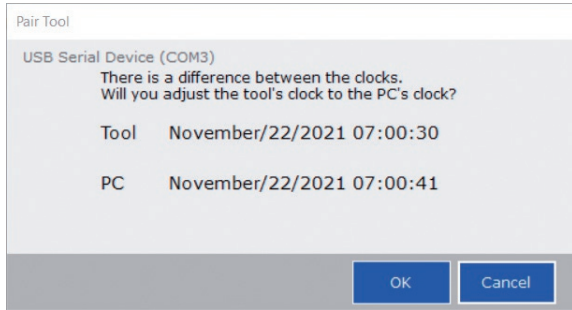 Pair Tool
USB Serial Device (COM3)
There is a difference between the clocks.
Will you adjust the tool's clock to the PC's clock?
Tool November/22/2021 07:00:30
PC November/22/2021 07:00:41
OK Cancel